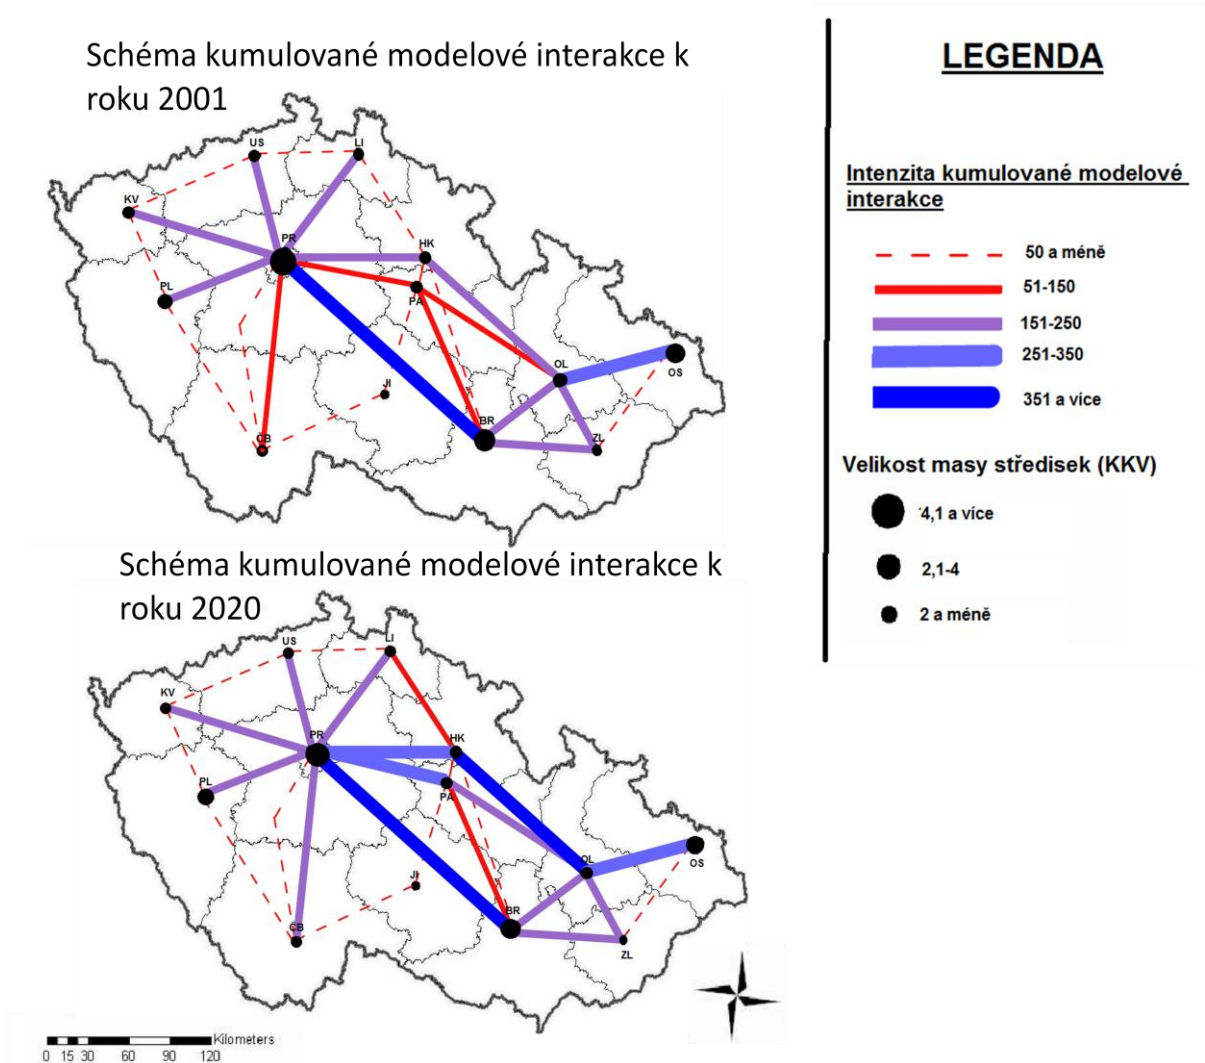 Schéma kumulované modelové interakce k
roku 2001
US
LI
KV
PR
HK
PL
PA
OL
OS
JI
BR
ČB
ZL
Schéma kumulované modelové interakce k
roku 2020
US
LI
KV
PR
HK
PL
PA
OL
OS
JI
BR
ČB
ZL
Kilometers
0 15 30 60 90 120
LEGENDA
Intenzita kumulované modelové
interakce
50 a méně
51-150
151-250
251-350
351 a více
Velikost masy středisek (KKV)
4,1 a více
2,1-4
2 a méně